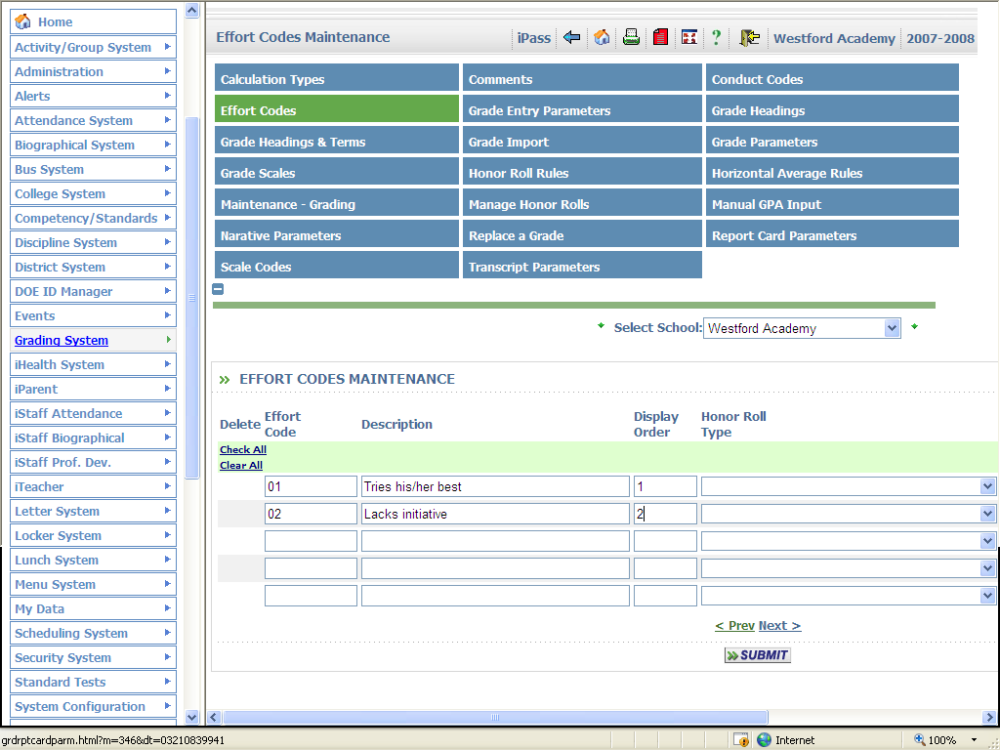 Home
Activity/Group System
Administration
Alerts
Attendance System
Biographical System
Bus System
College System
Competency/Standards
Discipline System
District System
DOE ID Manager
Events
Grading System
iHealth System
iParent
iStaff Attendance
iStaff Biographical
iStaff Prof. Dev.
iTeacher
Letter System
Locker System
Lunch System
Menu System
My Data
Scheduling System
Security System
Standard Tests
System Configuration
Effort Codes Maintenance
iPass ? Westford Academy 2007-2008
Calculation Types Comments Conduct Codes
Effort Codes Grade Entry Parameters Grade Headings
Grade Headings & Terms Grade Import Grade Parameters
Grade Scales Honor Roll Rules Horizontal Average Rules
Maintenance - Grading Manage Honor Rolls Manual GPA Input
Narative Parameters Replace a Grade Report Card Parameters
Scale Codes Transcript Parameters
Select School: Westford Academy
EFFORT CODES MAINTENANCE
Delete Effort Code Description Display Order Honor Roll Type
Check All
Clear All
01 Tries his/her best 1
02 Lacks initiative 2
< Prev Next >
SUBMIT
grdrptcardparm.html?m=346&dt=03210839941 Internet 100%